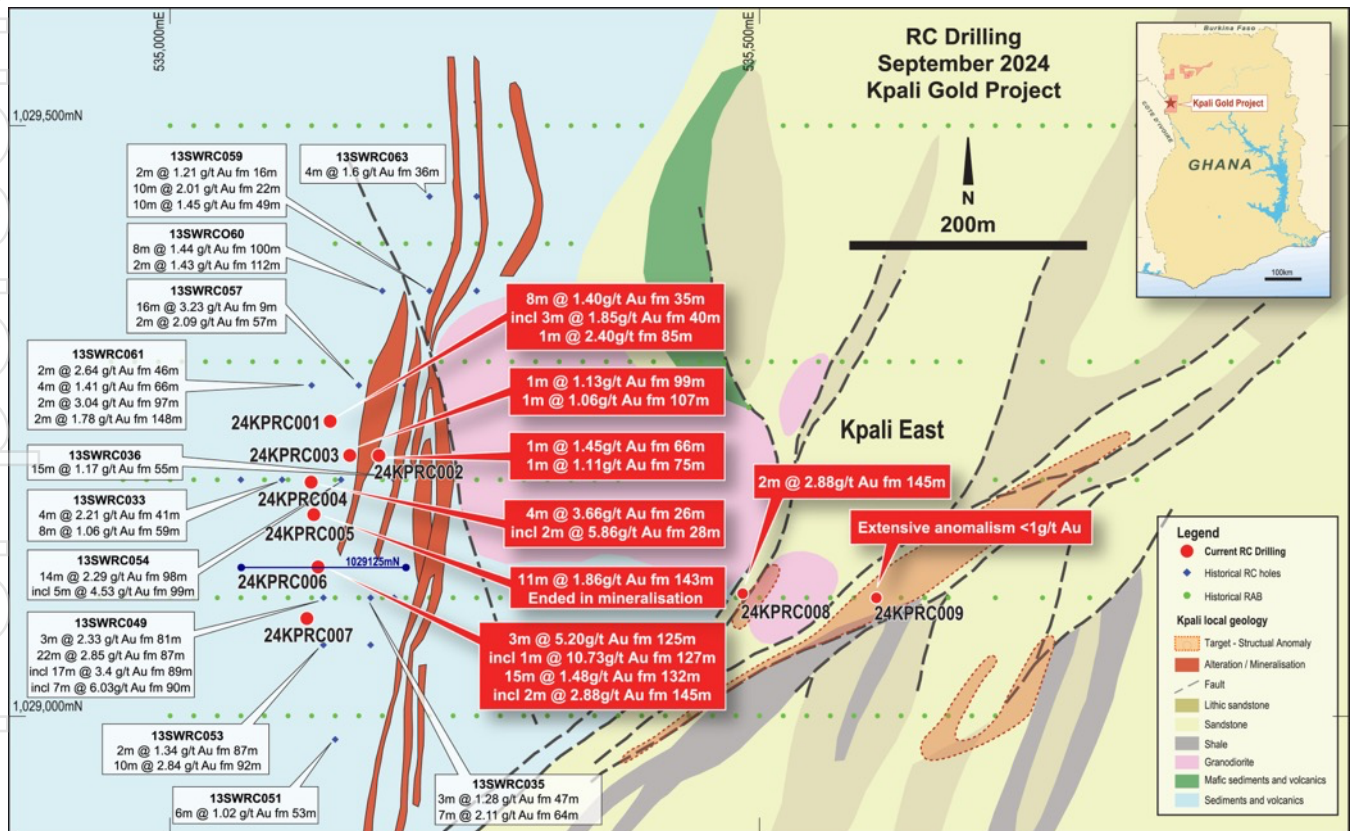 RC Drilling
September 2024
Kpali Gold Project
535,000mE
535,500mE
1,029,500mN
1,029,000mN
N
200m
Burkina Faso
Kpali Gold Project
COTE D'IVOIRE
GHANA
100km
13SWRC059
2m @ 1.21 g/t Au fm 16m
10m @ 2.01 g/t Au fm 22m
10m @ 1.45 g/t Au fm 49m
13SWRC063
4m @ 1.6 g/t Au fm 36m
13SWRCO60
8m @ 1.44 g/t Au fm 100m
2m @ 1.43 g/t Au fm 112m
13SWRC057
16m @ 3.23 g/t Au fm 9m
2m @ 2.09 g/t Au fm 57m
13SWRC061
2m @ 2.64 g/t Au fm 46m
4m @ 1.41 g/t Au fm 66m
2m @ 3.04 g/t Au fm 97m
2m @ 1.78 g/t Au fm 148m
13SWRC036
15m @ 1.17 g/t Au fm 55m
13SWRC033
4m @ 2.21 g/t Au fm 41m
8m @ 1.06 g/t Au fm 59m
13SWRC054
14m @ 2.29 g/t Au fm 98m
incl 5m @ 4.53 g/t Au fm 99m
13SWRC049
3m @ 2.33 g/t Au fm 81m
22m @ 2.85 g/t Au fm 87m
incl 17m @ 3.4 g/t Au fm 89m
incl 7m @ 6.03g/t Au fm 90m
13SWRC053
2m @ 1.34 g/t Au fm 87m
10m @ 2.84 g/t Au fm 92m
13SWRC051
6m @ 1.02 g/t Au fm 53m
13SWRC035
3m @ 1.28 g/t Au fm 47m
7m @ 2.11 g/t Au fm 64m
24KPRC001
24KPRC003
24KPRC002
24KPRC004
24KPRC005
1029125mN
24KPRC006
24KPRC007
24KPRC008
24KPRC009
8m @ 1.40g/t Au fm 35m
incl 3m @ 1.85g/t Au fm 40m
1m @ 2.40g/t fm 85m
1m @ 1.13g/t Au fm 99m
1m @ 1.06g/t Au fm 107m
1m @ 1.45g/t Au fm 66m
1m @ 1.11g/t Au fm 75m
4m @ 3.66g/t Au fm 26m
incl 2m @ 5.86g/t Au fm 28m
11m @ 1.86g/t Au fm 143m
Ended in mineralisation
3m @ 5.20g/t Au fm 125m
incl 1m @ 10.73g/t Au fm 127m
15m @ 1.48g/t Au fm 132m
incl 2m @ 2.88g/t Au fm 145m
Kpali East
2m @ 2.88g/t Au fm 145m
Extensive anomalism <1g/t Au
Legend
Current RC Drilling
Historical RC holes
Historical RAB
Kpali local geology
Target - Structual Anomaly
Alteration / Mineralisation
Fault
Lithic sandstone
Sandstone
Shale
Granodiorite
Mafic sediments and volcanics
Sediments and volcanics